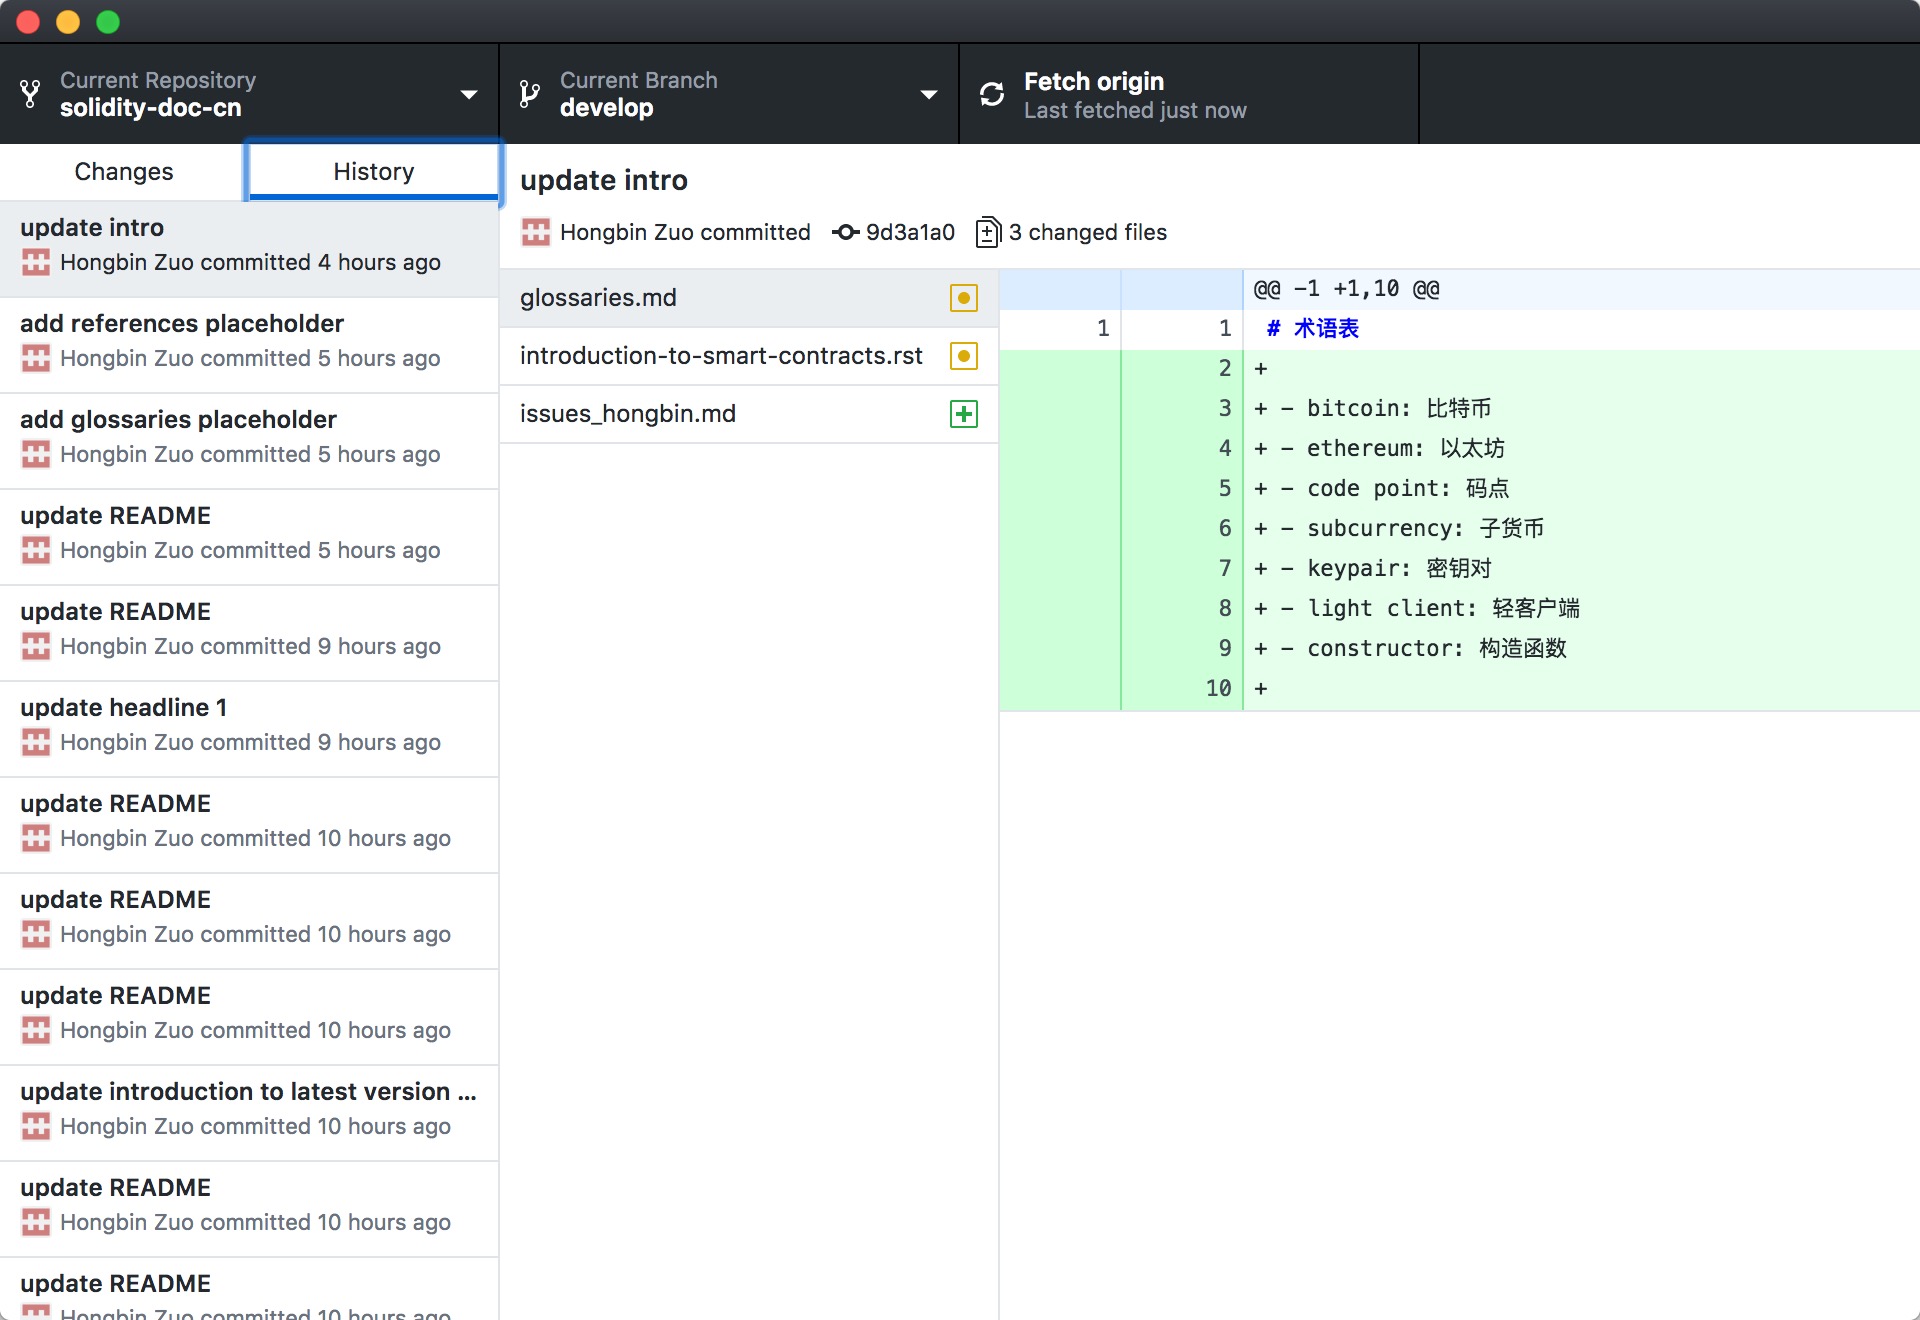 Current Repository
solidity-doc-cn
Current Branch
develop
Fetch origin
Last fetched just now
Changes
History
update intro
Hongbin Zuo committed 4 hours ago
add references placeholder
Hongbin Zuo committed 5 hours ago
add glossaries placeholder
Hongbin Zuo committed 5 hours ago
update README
Hongbin Zuo committed 5 hours ago
update README
Hongbin Zuo committed 9 hours ago
update headline 1
Hongbin Zuo committed 9 hours ago
update README
Hongbin Zuo committed 10 hours ago
update README
Hongbin Zuo committed 10 hours ago
update README
Hongbin Zuo committed 10 hours ago
update introduction to latest version ...
Hongbin Zuo committed 10 hours ago
update README
Hongbin Zuo committed 10 hours ago
update README
Hongbin Zuo committed 10 hours ago
update intro
Hongbin Zuo committed 9d3a1a0 3 changed files
glossaries.md
introduction-to-smart-contracts.rst
issues_hongbin.md
@@ -1 +1,10 @@
1 1 # 术语表
2 +
3 + - bitcoin: 比特币
4 + - ethereum: 以太坊
5 + - code point: 码点
6 + - subcurrency: 子货币
7 + - keypair: 密钥对
8 + - light client: 轻客户端
9 + - constructor: 构造函数
10 +